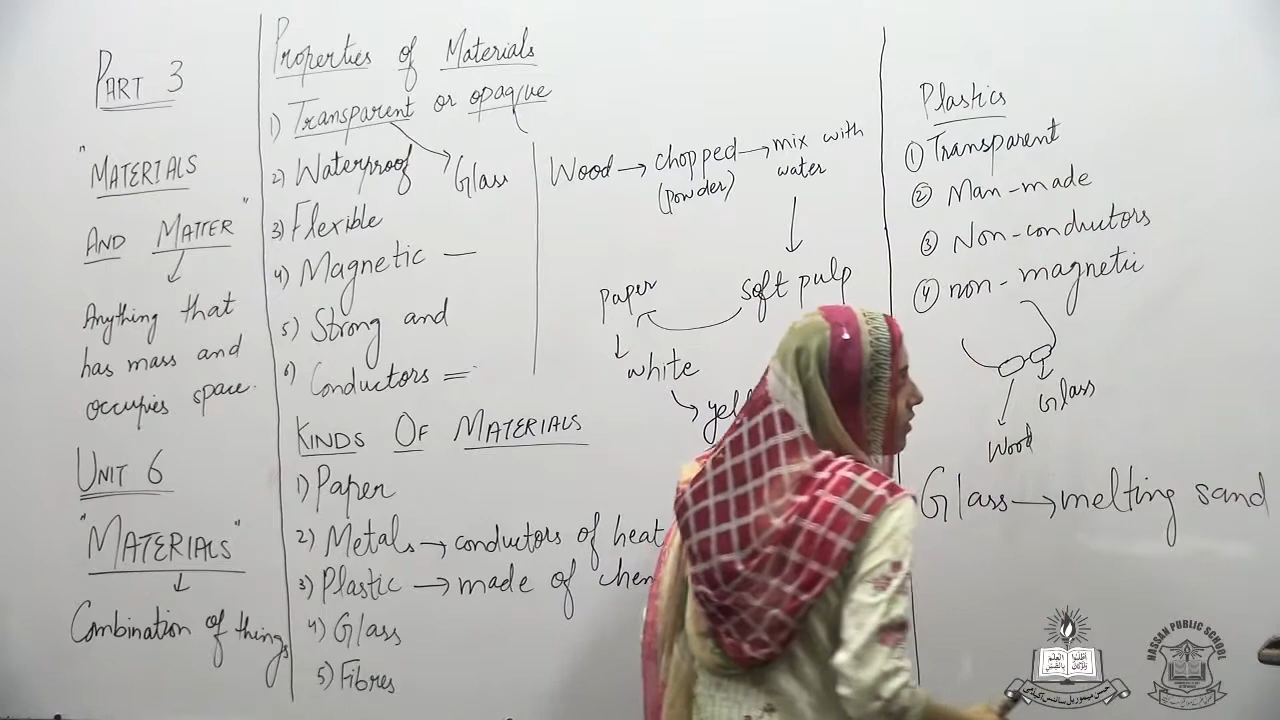 PART 3
"MATERIALS
AND MATTER"
Anything that
has mass and
occupies space.
UNIT 6
"MATERIALS"
Combination of things
Properties of Materials
1) Transparent or opaque
Glass
2) Waterproof
3) Flexible
4) Magnetic —
5) Strong and
6) Conductors =
KINDS OF MATERIALS
1) Paper
2) Metals → conductors of heat
3) Plastic → made of chem
4) Glass
5) Fibres
Wood → chopped → mix with
(powder) water
soft pulp
paper
white
yell
Plastics
① Transparent
② Man-made
③ Non-conductors
④ non-magnetic
Glass
Wood
Glass → melting sand
HASSAN PUBLIC SCHOOL